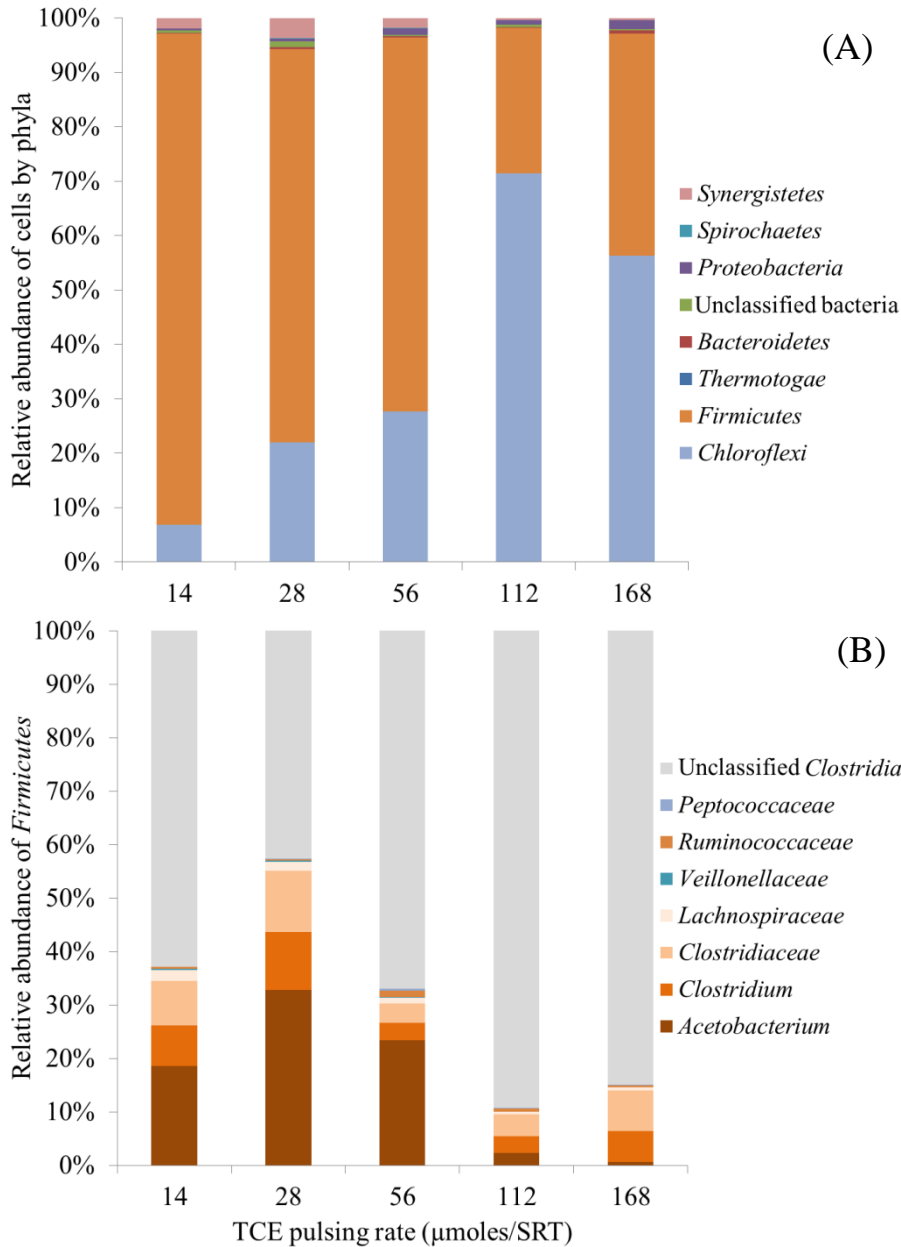 (A)
Relative abundance of cells by phyla
100%
90%
80%
70%
60%
50%
40%
30%
20%
10%
0%
14 28 56 112 168
Synergistetes
Spirochaetes
Proteobacteria
Unclassified bacteria
Bacteroidetes
Thermotogae
Firmicutes
Chloroflexi
(B)
Relative abundance of Firmicutes
100%
90%
80%
70%
60%
50%
40%
30%
20%
10%
0%
14 28 56 112 168
TCE pulsing rate (μmoles/SRT)
Unclassified Clostridia
Peptococcaceae
Ruminococcaceae
Veillonellaceae
Lachnospiraceae
Clostridiaceae
Clostridium
Acetobacterium